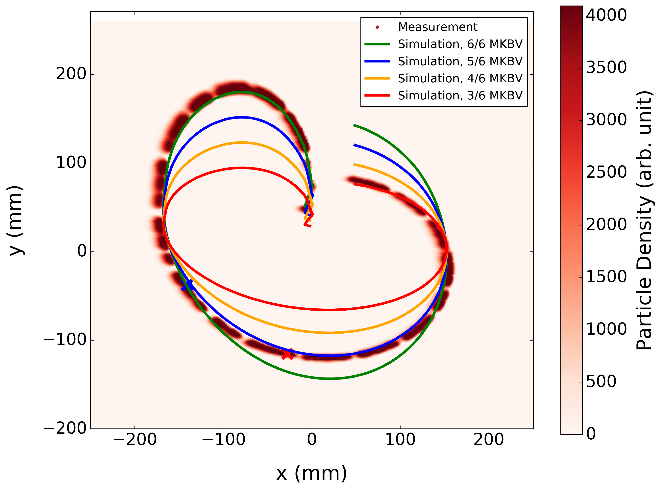 Measurement
Simulation, 6/6 MKBV
Simulation, 5/6 MKBV
Simulation, 4/6 MKBV
Simulation, 3/6 MKBV
200
100
0
−100
−200
y (mm)
−200
−100
0
100
200
x (mm)
4000
3500
3000
2500
2000
1500
1000
500
0
Particle Density (arb. unit)